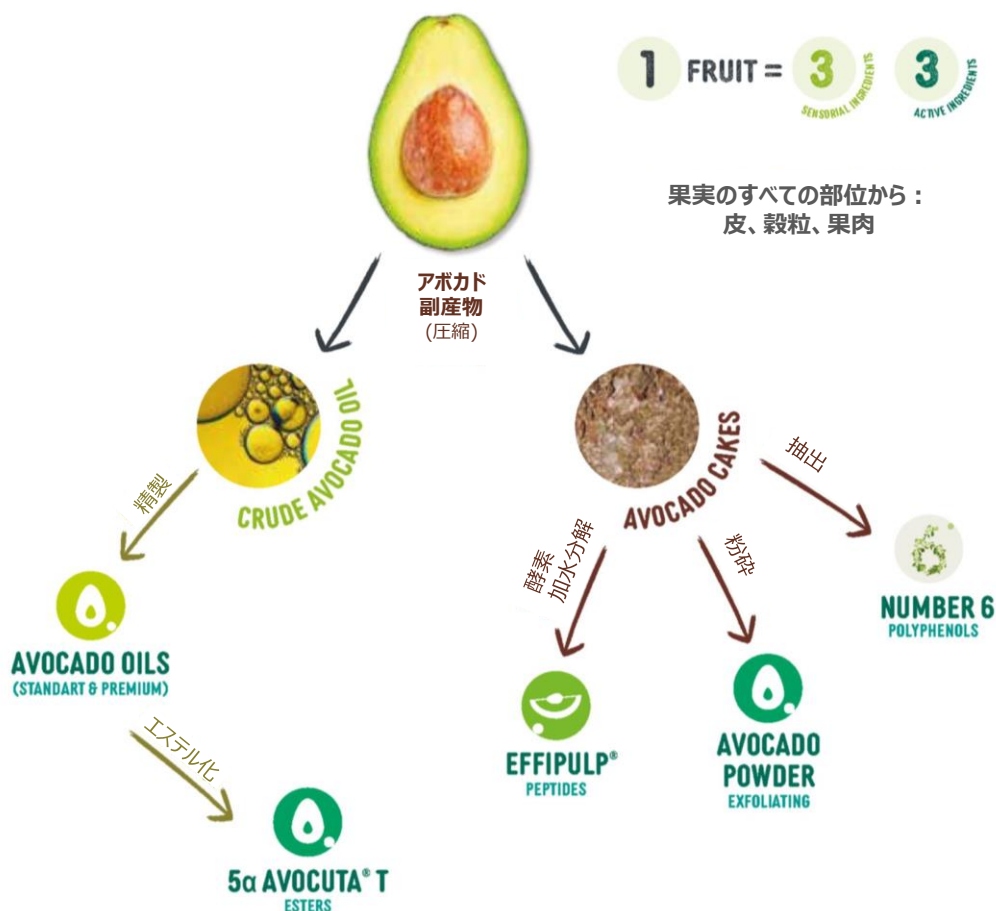 1 FRUIT = 3 3
SENSORIAL INGREDIENTS
ACTIVE INGREDIENTS
果実のすべての部位から：
皮、穀粒、果肉
アボカド
副産物
(圧縮)
CRUDE AVOCADO OIL
AVOCADO CAKES
精製
抽出
酵素
加水分解
粉砕
6
NUMBER 6
POLYPHENOLS
AVOCADO OILS
(STANDART & PREMIUM)
エステル化
EFFIPULP®
PEPTIDES
AVOCADO
POWDER
EXFOLIATING
5α AVOCUTA® T
ESTERS